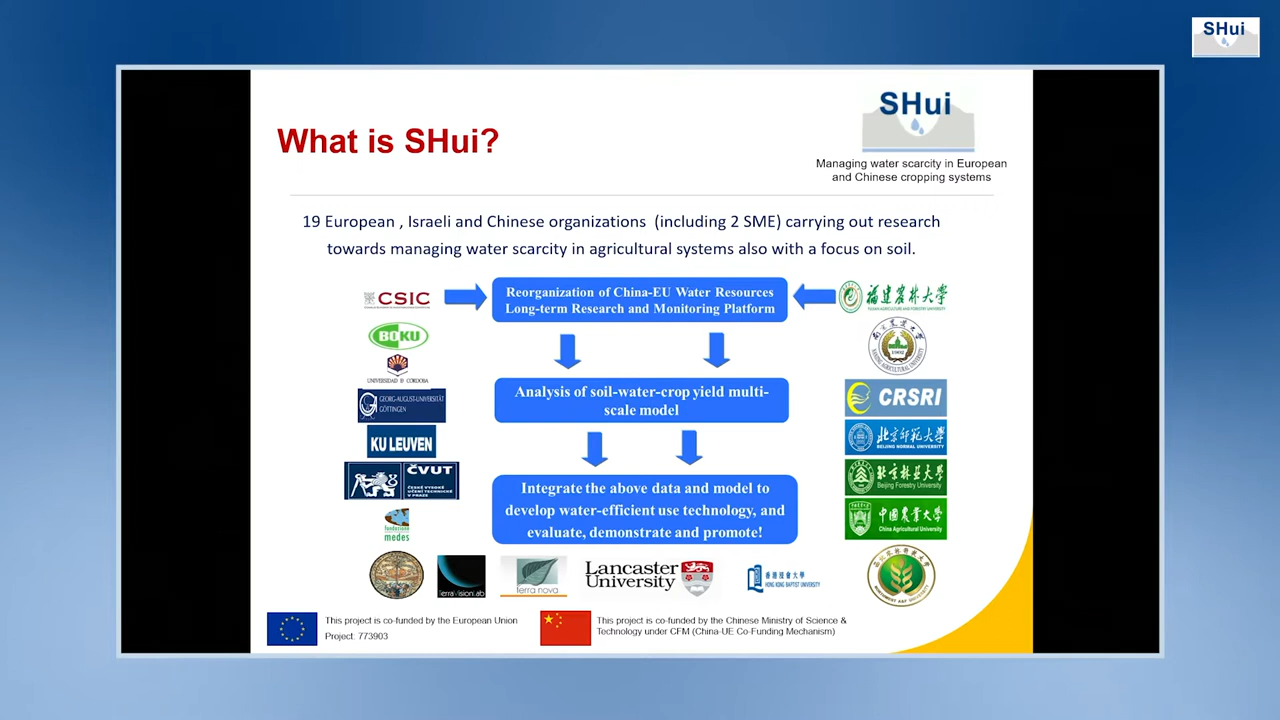 SHui
SHui
What is SHui?
Managing water scarcity in European
and Chinese cropping systems
19 European , Israeli and Chinese organizations (including 2 SME) carrying out research
towards managing water scarcity in agricultural systems also with a focus on soil.
CSIC
Reorganization of China-EU Water Resources
Long-term Research and Monitoring Platform
福建农林大学
BOKU
UNIVERSIDAD D CORDOBA
Analysis of soil-water-crop yield multi-
scale model
GEORG-AUGUST-UNIVERSITÄT
GÖTTINGEN
CRSRI
KU LEUVEN
北京师范大学
BEIJING NORMAL UNIVERSITY
ČVUT
ČESKÉ VYSOKÉ
UČENÍ TECHNICKÉ
V PRAZE
Integrate the above data and model to
develop water-efficient use technology, and
evaluate, demonstrate and promote!
北京林业大学
Beijing Forestry University
中国农业大学
China Agricultural University
fondazione
medes
TerraVisionLab
terra nova
Lancaster
University
香港浸會大學
HONG KONG BAPTIST UNIVERSITY
This project is co-funded by the European Union
Project: 773903
This project is co-funded by the Chinese Ministry of Science &
Technology under CFM (China-UE Co-Funding Mechanism)